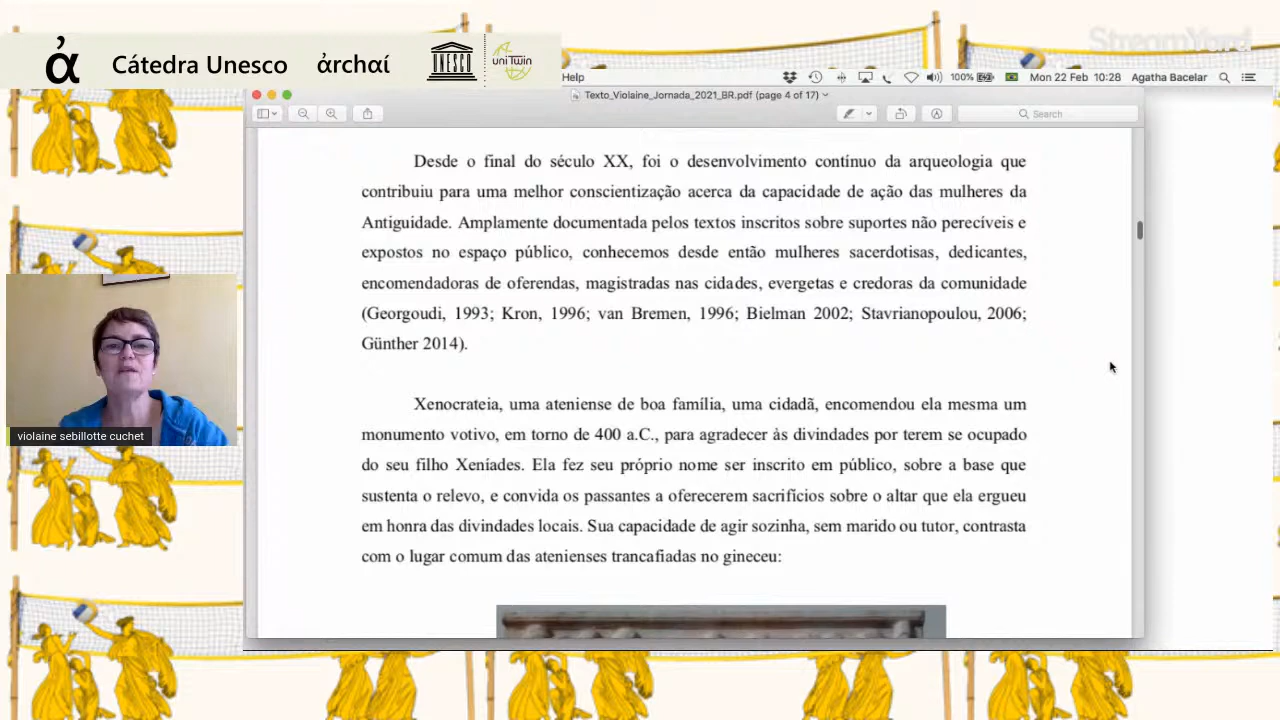 StreamYard
ἀ Cátedra Unesco ἀrchaí
UNESCO
uniTwin
Help 100% Mon 22 Feb 10:28 Agatha Bacelar
Texto_Violaine_Jornada_2021_BR.pdf (page 4 of 17)
Search
Desde o final do século XX, foi o desenvolvimento contínuo da arqueologia que
contribuiu para uma melhor conscientização acerca da capacidade de ação das mulheres da
Antiguidade. Amplamente documentada pelos textos inscritos sobre suportes não perecíveis e
expostos no espaço público, conhecemos desde então mulheres sacerdotisas, dedicantes,
encomendadoras de oferendas, magistradas nas cidades, evergetas e credoras da comunidade
(Georgoudi, 1993; Kron, 1996; van Bremen, 1996; Bielman 2002; Stavrianopoulou, 2006;
Günther 2014).
Xenocrateia, uma ateniense de boa família, uma cidadã, encomendou ela mesma um
monumento votivo, em torno de 400 a.C., para agradecer às divindades por terem se ocupado
do seu filho Xeníades. Ela fez seu próprio nome ser inscrito em público, sobre a base que
sustenta o relevo, e convida os passantes a oferecerem sacrifícios sobre o altar que ela ergueu
em honra das divindades locais. Sua capacidade de agir sozinha, sem marido ou tutor, contrasta
com o lugar comum das atenienses trancafiadas no gineceu:
violaine sebillotte cuchet